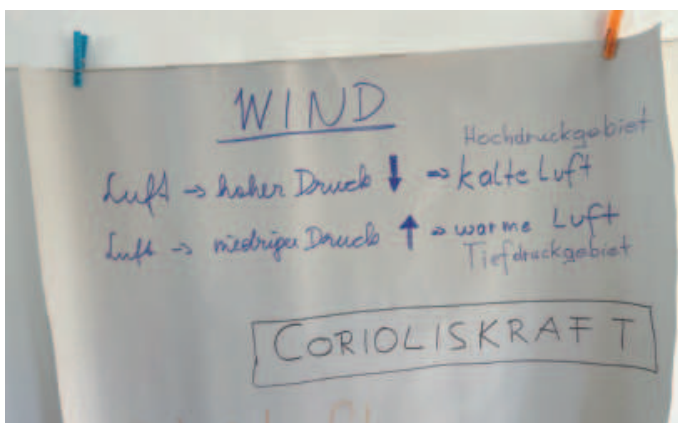 WIND
Hochdruckgebiet
Luft → hoher Druck ↓ ⇒ kalte Luft
Luft → niedriger Druck ↑ ⇒ warme Luft
Tiefdruckgebiet
CORIOLISKRAFT